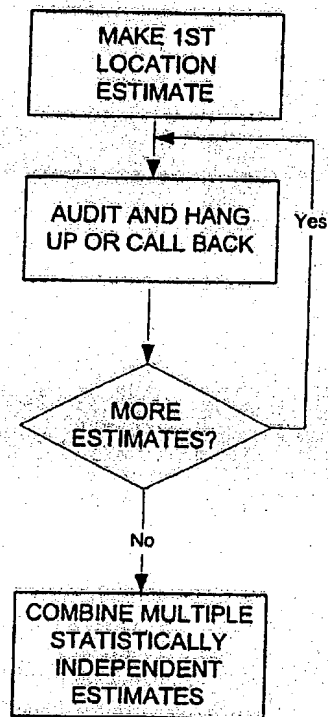 MAKE 1ST
LOCATION
ESTIMATE
AUDIT AND HANG
UP OR CALL BACK
Yes
MORE
ESTIMATES?
No
COMBINE MULTIPLE
STATISTICALLY
INDEPENDENT
ESTIMATES